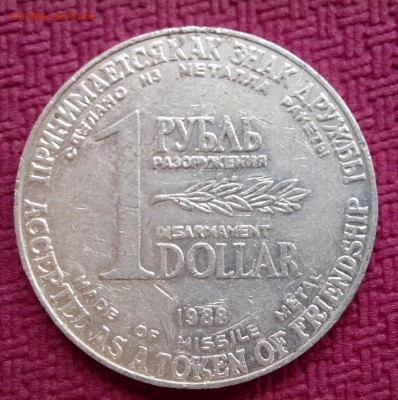 ПРИНИМАЕТСЯ КАК ЗНАК ДРУЖБЫ
СДЕЛАНО ИЗ МЕТАЛЛА РАКЕТЫ
1 РУБЛЬ
РАЗОРУЖЕНИЯ
DISARMAMENT
DOLLAR
1988
MADE OF MISSILE METAL
ACCEPTED AS A TOKEN OF FRIENDSHIP